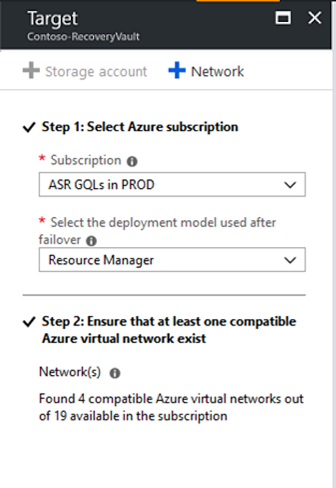 Target
Contoso-RecoveryVault
Storage account
Network
Step 1: Select Azure subscription
* Subscription
ASR GQLs in PROD
* Select the deployment model used after
failover
Resource Manager
Step 2: Ensure that at least one compatible
Azure virtual network exist
Network(s)
Found 4 compatible Azure virtual networks out
of 19 available in the subscription